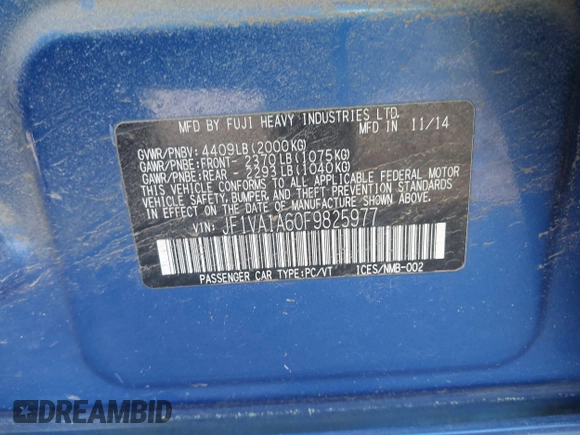 MFD BY FUJI HEAVY INDUSTRIES LTD.
MFD IN 11/14
GVWR/PNBV: 4409LB(2000KG)
GAWR/PNBE:FRONT- 2370LB(1075KG)
GAWR/PNBE:REAR - 2293LB(1040KG)
THIS VEHICLE CONFORMS TO ALL APPLICABLE FEDERAL MOTOR
VEHICLE SAFETY, BUMPER, AND THEFT PREVENTION STANDARDS
IN EFFECT ON THE DATE OF MANUFACTURE SHOWN ABOVE.
VIN: JF1VA1A60F9825977
PASSENGER CAR TYPE:PC/VT ICES/NMB-002
DREAMBID